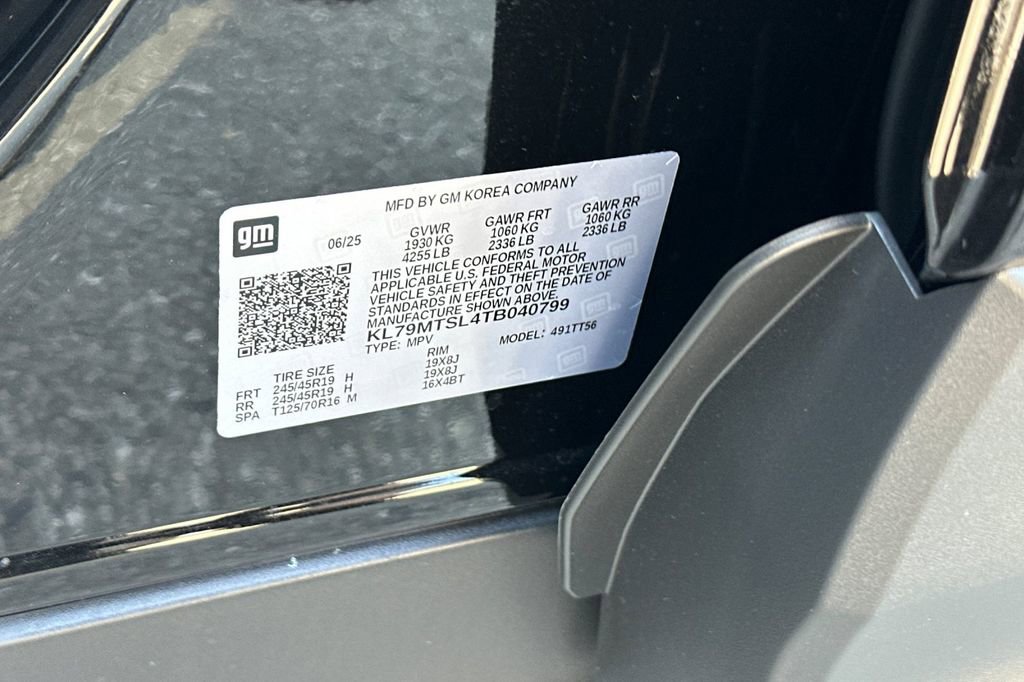 MFD BY GM KOREA COMPANY
gm
06/25
GVWR GAWR FRT GAWR RR
1930 KG 1060 KG 1060 KG
4255 LB 2336 LB 2336 LB
THIS VEHICLE CONFORMS TO ALL
APPLICABLE U.S. FEDERAL MOTOR
VEHICLE SAFETY AND THEFT PREVENTION
STANDARDS IN EFFECT ON THE DATE OF
MANUFACTURE SHOWN ABOVE.
KL79MTSL4TB040799
TYPE: MPV MODEL: 491TT56
TIRE SIZE RIM
FRT 245/45R19 H 19X8J
RR 245/45R19 H 19X8J
SPA T125/70R16 M 16X4BT